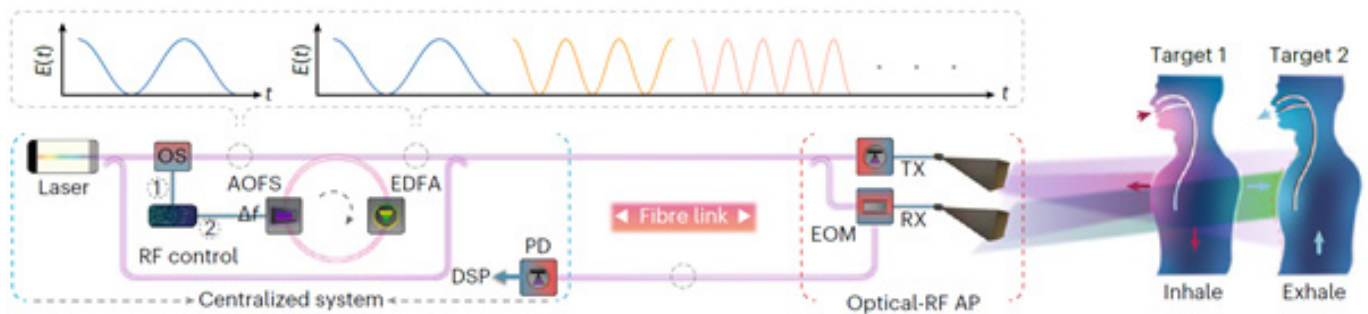 E(t)
t
E(t)
t
Target 1
Target 2
OS
Laser
1
AOFS
EDFA
Δf
2
RF control
TX
RX
Fibre link
EOM
PD
DSP
Centralized system
Optical-RF AP
Inhale
Exhale